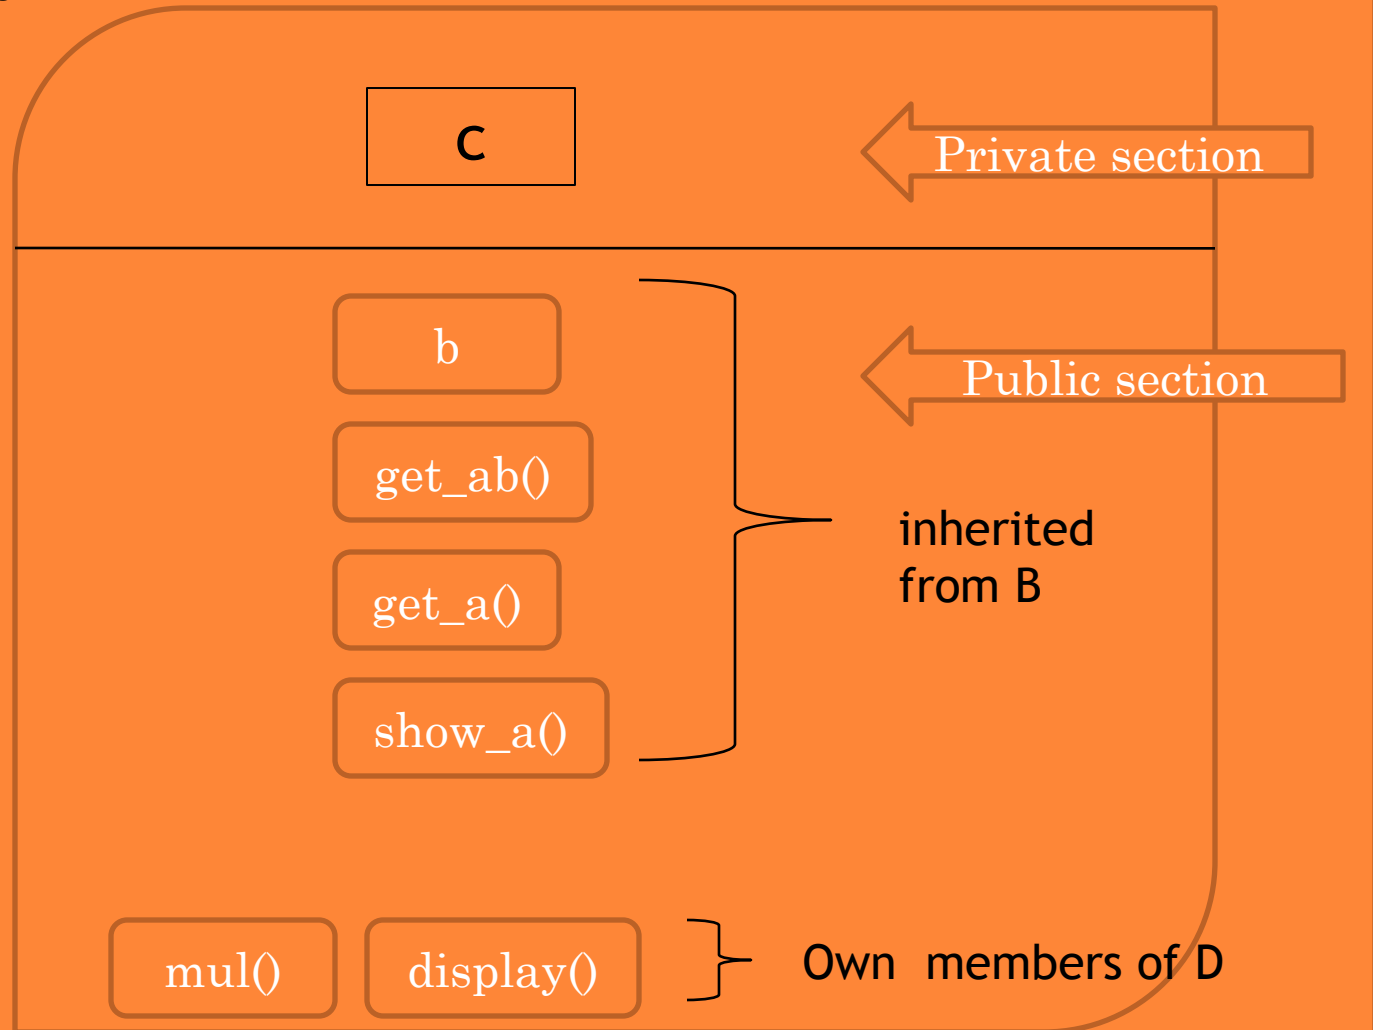 c
Private section
b
Public section
get_ab()
inherited
from B
get_a()
show_a()
mul()
display()
Own members of D